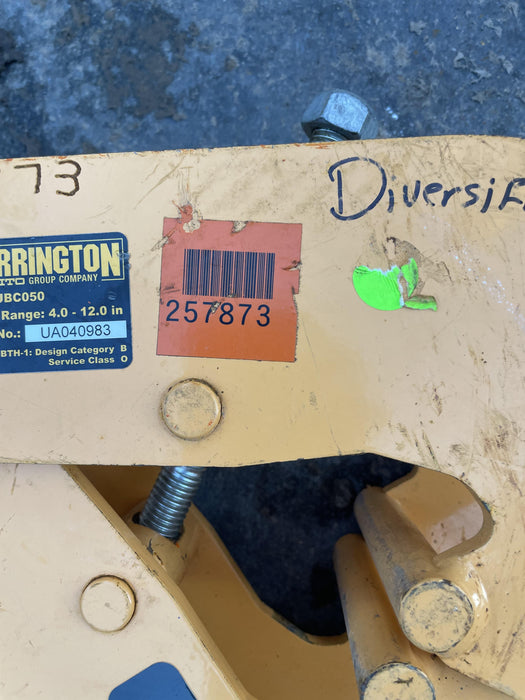 73
Diversif
RRINGTON
ITO GROUP COMPANY
UBC050
Range: 4.0 - 12.0 in
No.: UA040983
BTH-1: Design Category B
Service Class O
257873